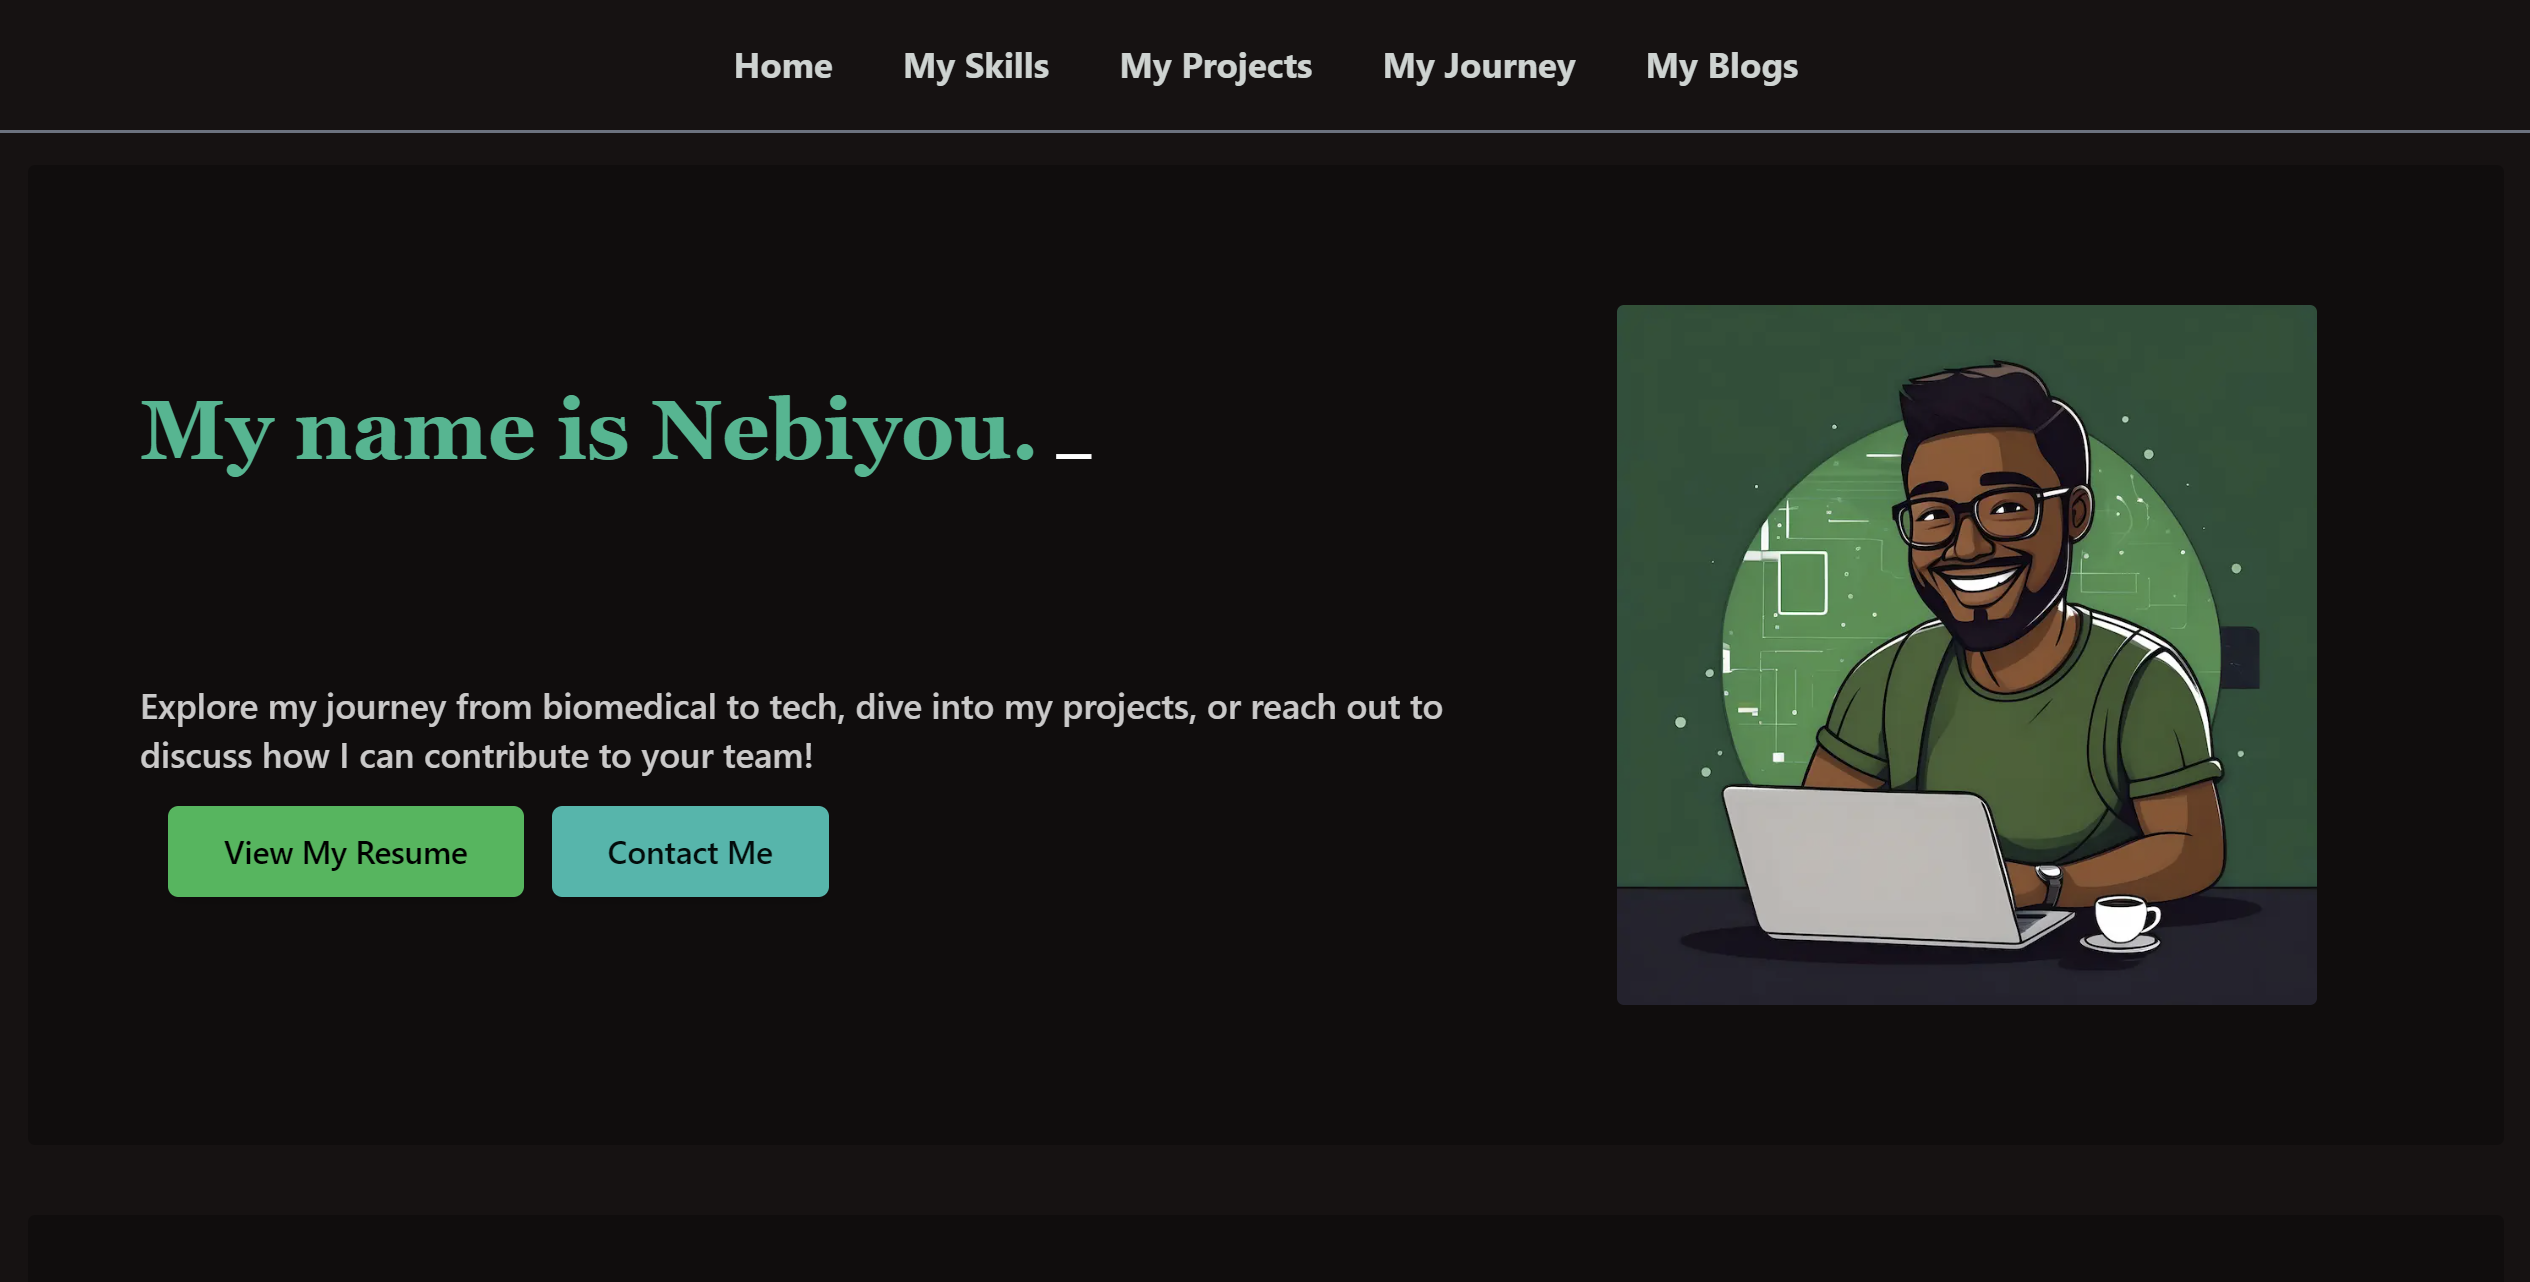 Home My Skills My Projects My Journey My Blogs
My name is Nebiyou. _
Explore my journey from biomedical to tech, dive into my projects, or reach out to
discuss how I can contribute to your team!
View My Resume Contact Me